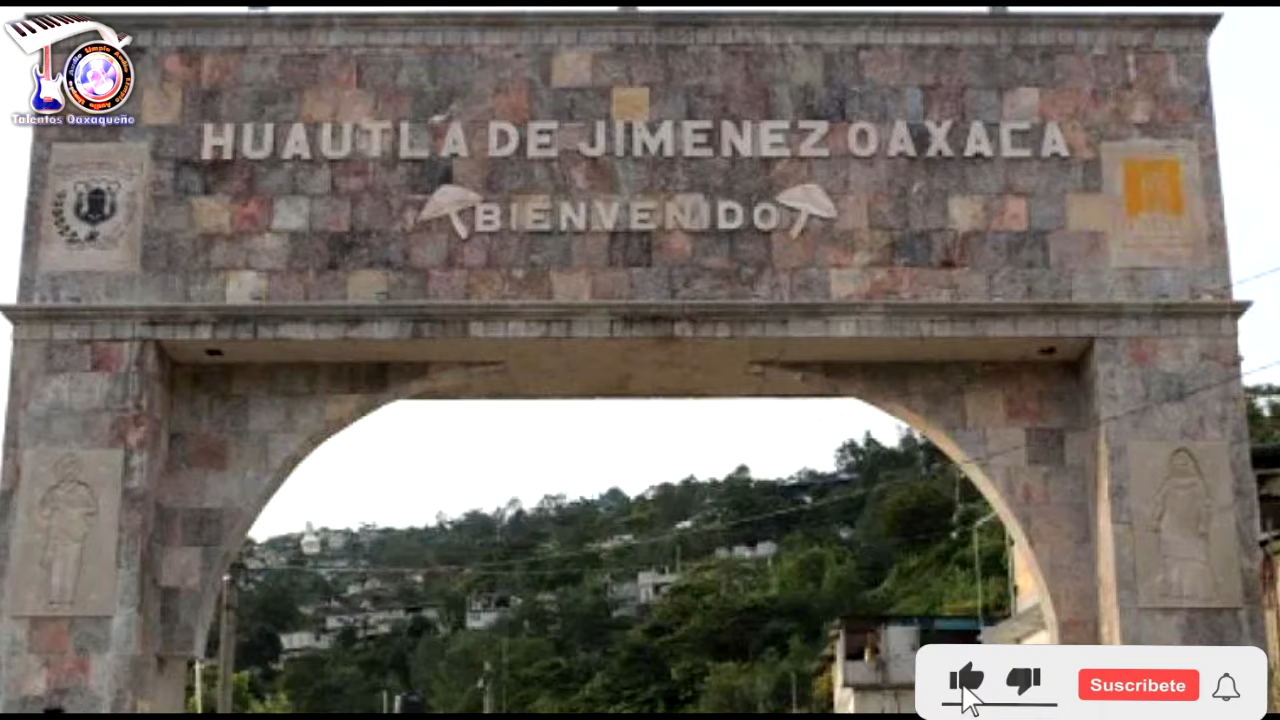 Talentos Oaxaqueño
HUAUTLA DE JIMENEZ OAXACA
BIENVENIDO
Suscribete